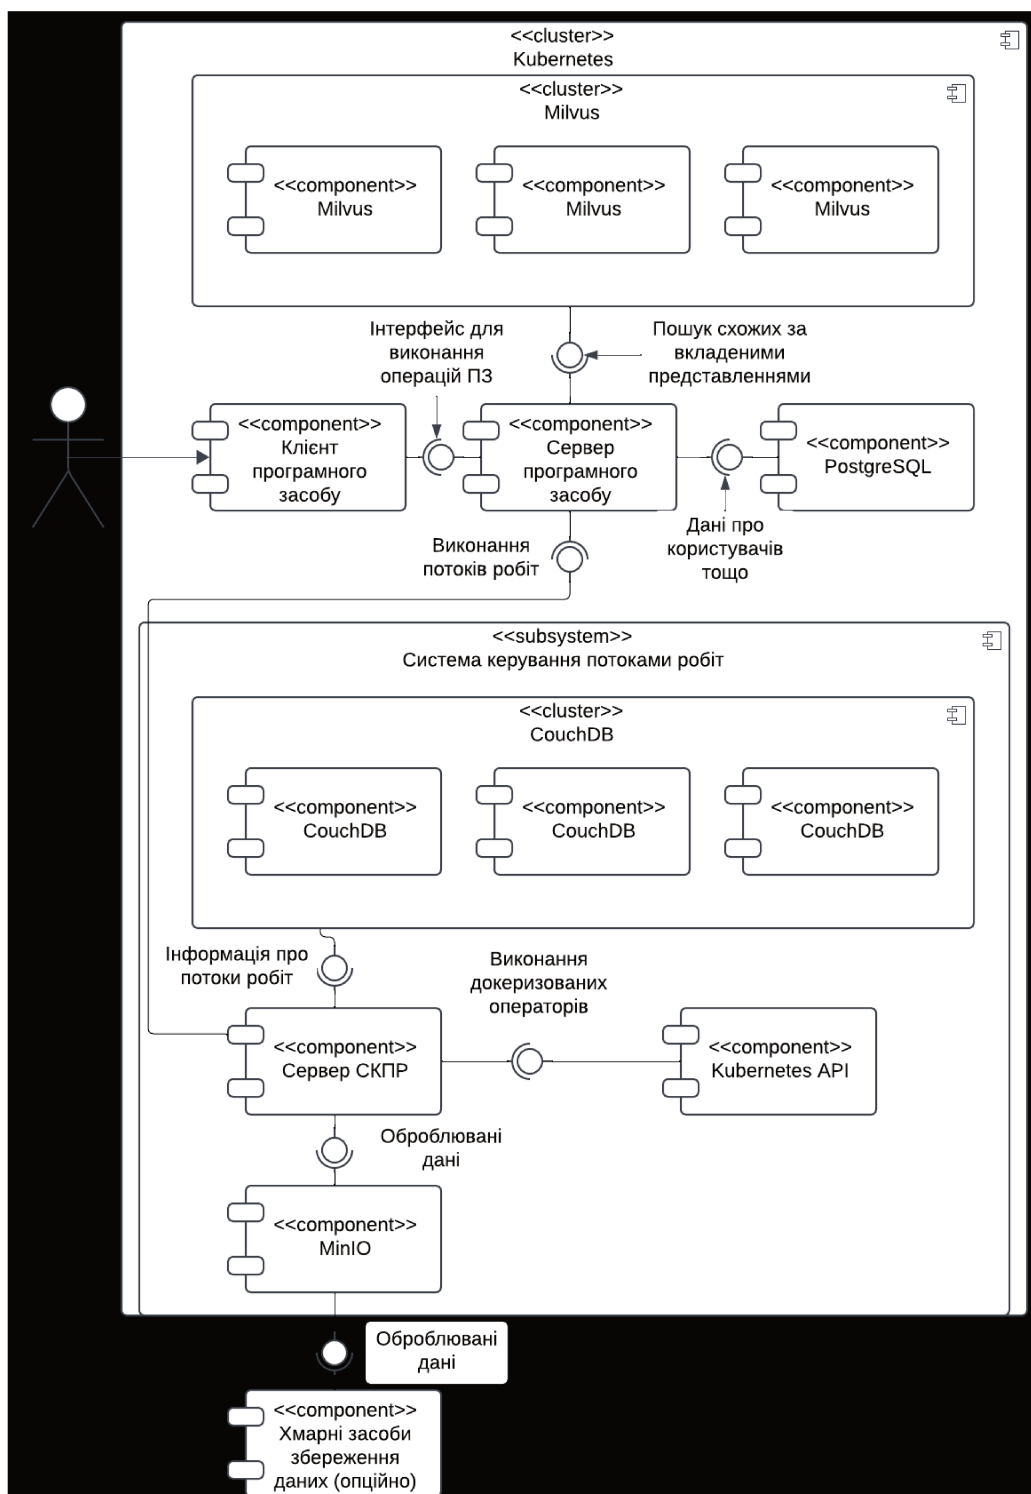 <<cluster>>
Kubernetes
<<cluster>>
Milvus
<<component>>
Milvus
<<component>>
Milvus
<<component>>
Milvus
Інтерфейс для
виконання
операцій ПЗ
Пошук схожих за
вкладеними
представленнями
<<component>>
Клієнт
програмного
засобу
<<component>>
Сервер
програмного
засобу
<<component>>
PostgreSQL
Виконання
потоків робіт
Дані про
користувачів
тощо
<<subsystem>>
Система керування потоками робіт
<<cluster>>
CouchDB
<<component>>
CouchDB
<<component>>
CouchDB
<<component>>
CouchDB
Інформація про
потоки робіт
Виконання
докеризованих
операторів
<<component>>
Сервер СКПР
<<component>>
Kubernetes API
Оброблювані
дані
<<component>>
MinIO
Оброблювані
дані
<<component>>
Хмарні засоби
збереження
даних (опційно)